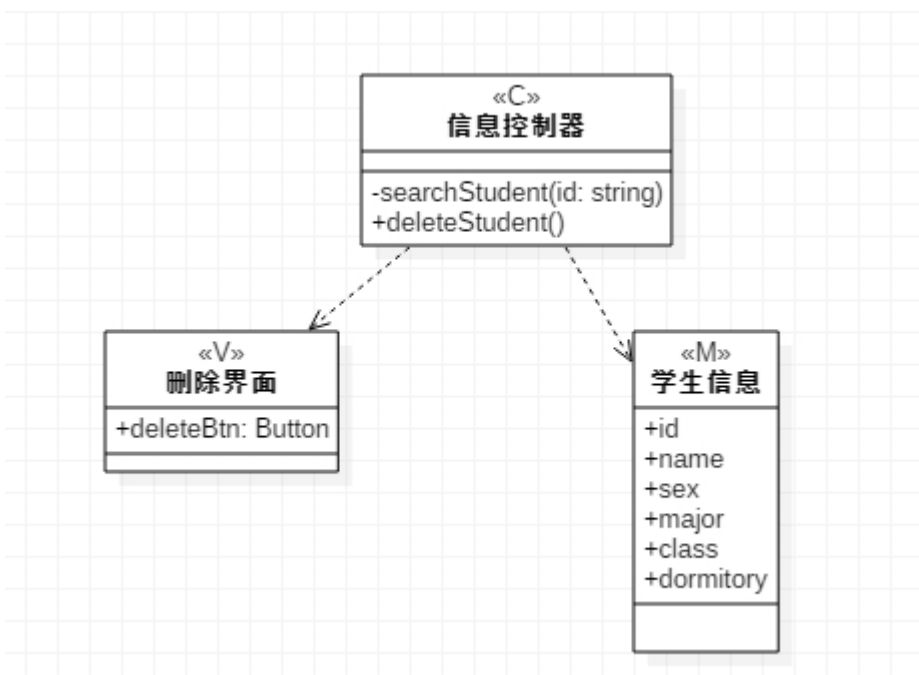 «C»
信息控制器
-searchStudent(id: string)
+deleteStudent()
«V»
删除界面
+deleteBtn: Button
«M»
学生信息
+id
+name
+sex
+major
+class
+dormitory